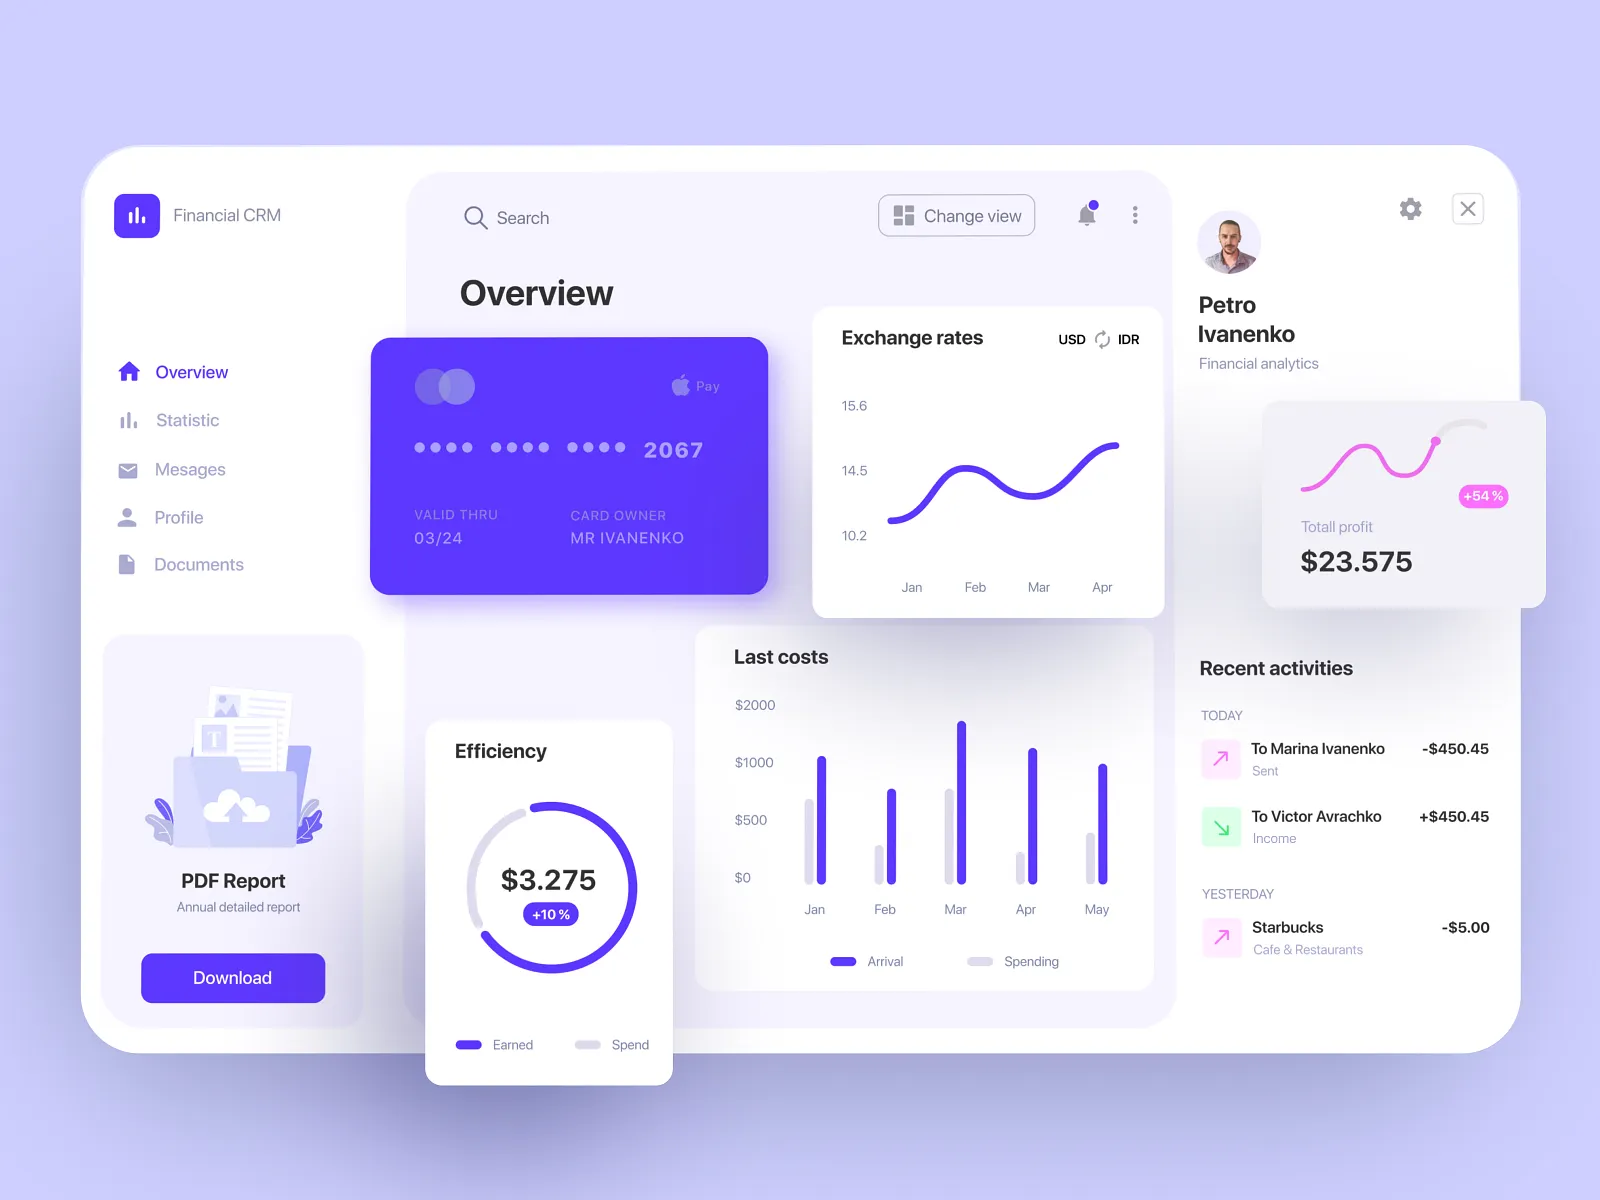 Financial CRM
Overview
Statistic
Mesages
Profile
Documents
T
PDF Report
Annual detailed report
Download
Search
Change view
Overview
Pay
2067
VALID THRU
03/24
CARD OWNER
MR IVANENKO
Exchange rates
USD IDR
15.6
14.5
10.2
Jan Feb Mar Apr
Efficiency
$3.275
+10 %
Earned Spend
Last costs
$2000
$1000
$500
$0
Jan Feb Mar Apr May
Arrival Spending
Petro
Ivanenko
Financial analytics
+54 %
Totall profit
$23.575
Recent activities
TODAY
To Marina Ivanenko -$450.45
Sent
To Victor Avrachko +$450.45
Income
YESTERDAY
Starbucks -$5.00
Cafe & Restaurants